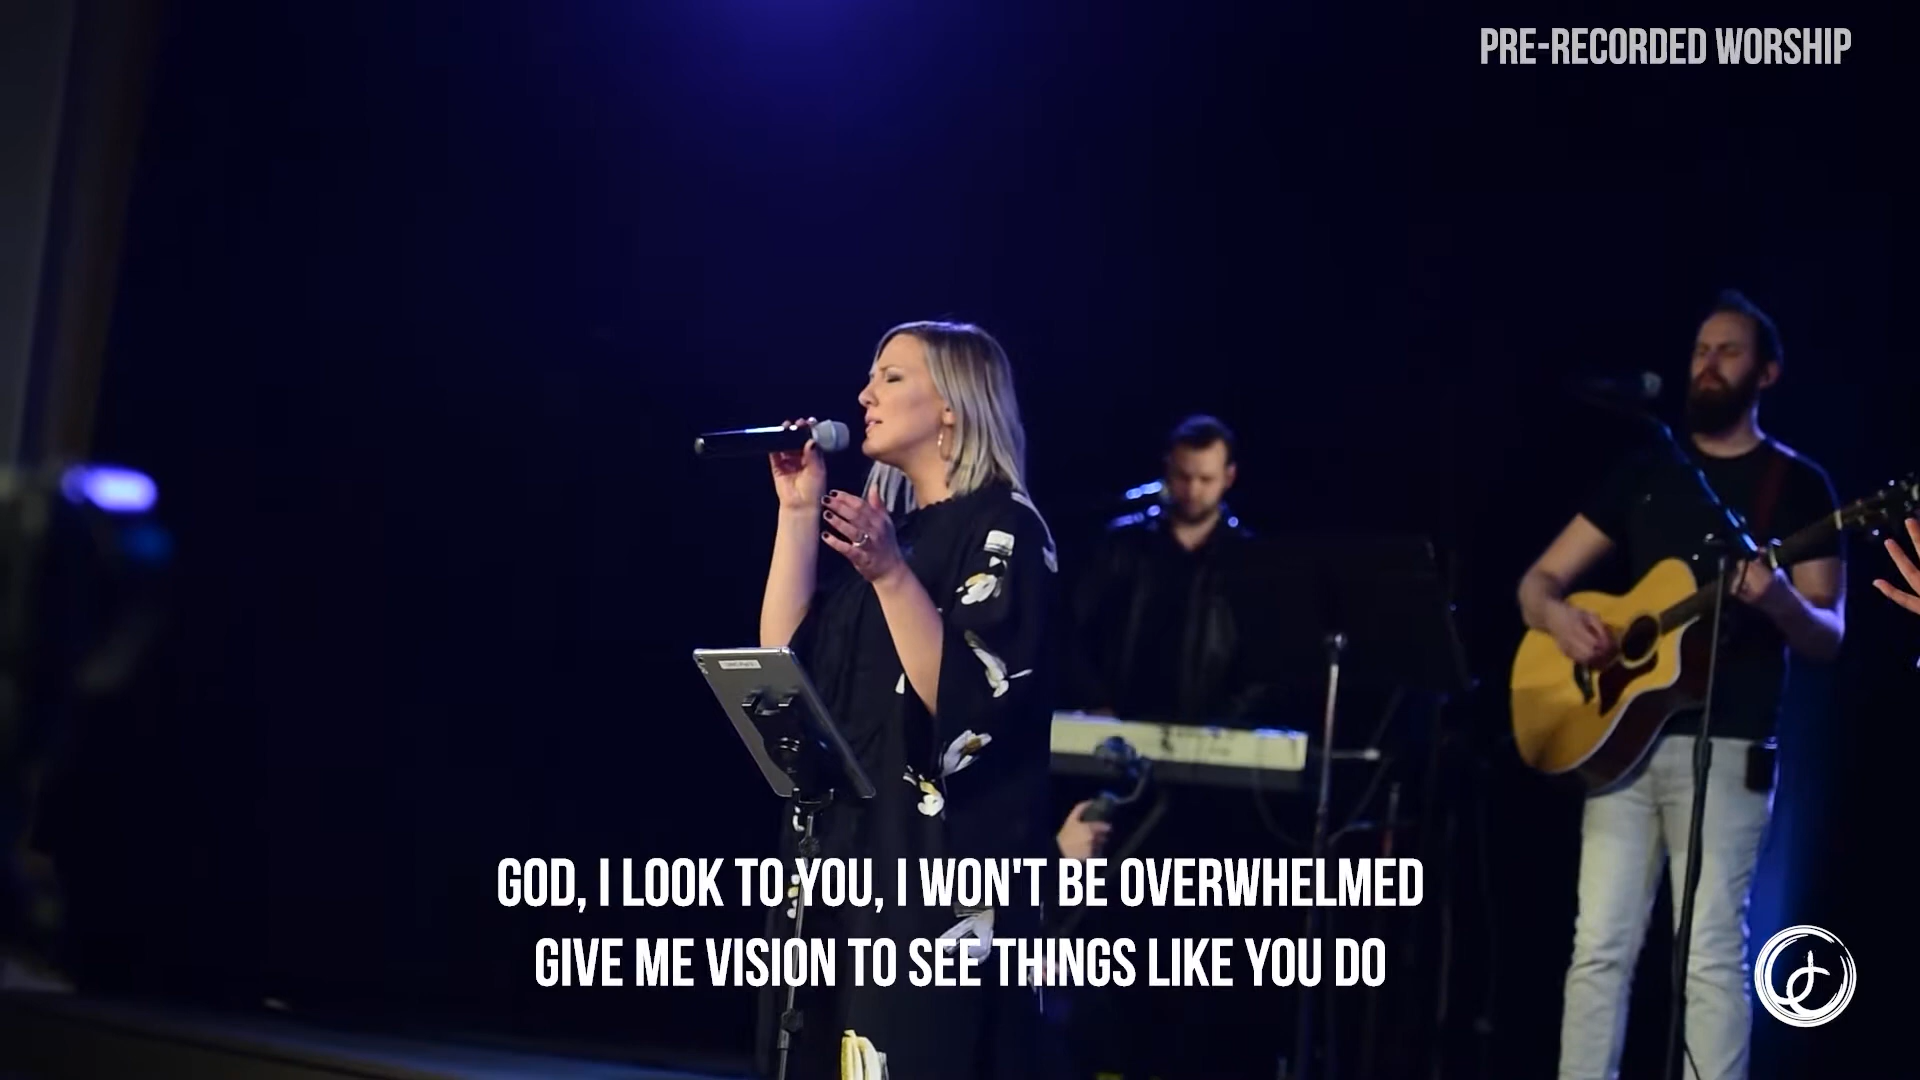 PRE-RECORDED WORSHIP
GOD, I LOOK TO YOU, I WON'T BE OVERWHELMED
GIVE ME VISION TO SEE THINGS LIKE YOU DO